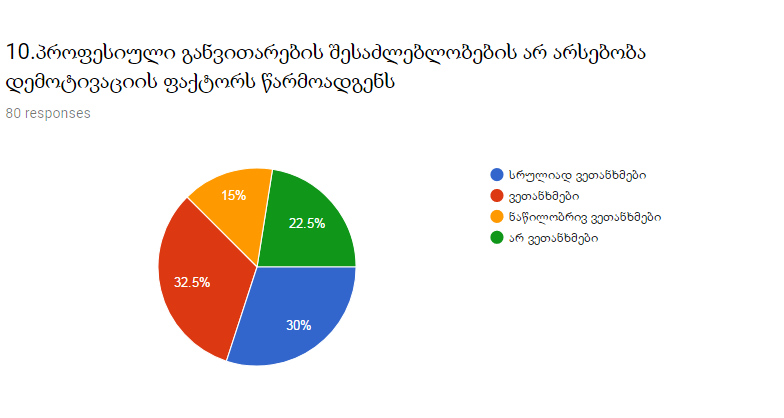 10.პროფესიული განვითარების შესაძლებლობების არ არსებობა
დემოტივაციის ფაქტორს წარმოადგენს
80 responses
15%
22.5%
32.5%
30%
სრულიად ვეთანხმები
ვეთანხმები
ნაწილობრივ ვეთანხმები
არ ვეთანხმები